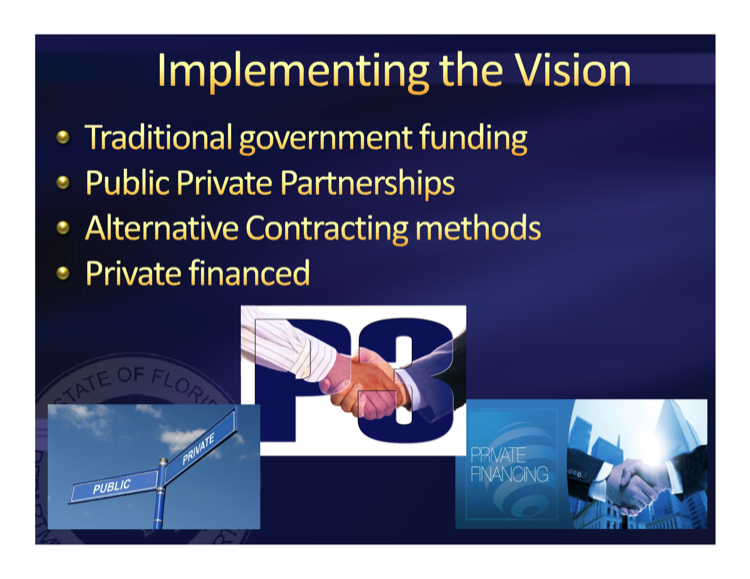 Implementing the Vision
Traditional government funding
Public Private Partnerships
Alternative Contracting methods
Private financed
P3
STATE OF FLORI
PUBLIC
PRIVATE
PRIVATE
FINANCING